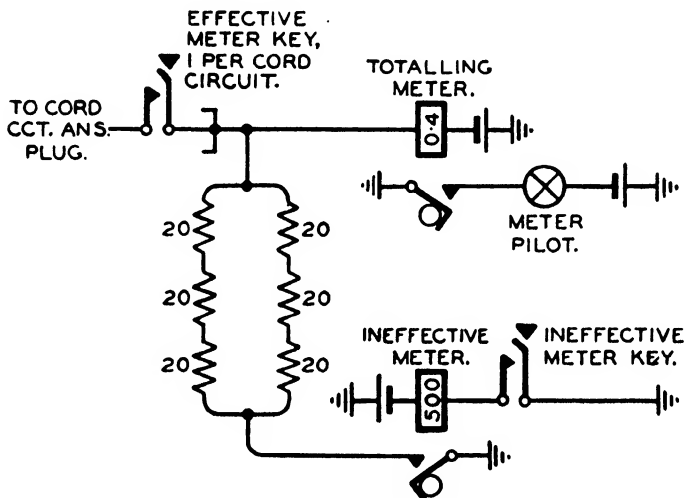 EFFECTIVE
METER KEY,
1 PER CORD
CIRCUIT.
TOTALLING
METER.
TO CORD
CCT. ANS.
PLUG.
0·4
METER
PILOT.
20
20
20
20
20
20
INEFFECTIVE
METER.
INEFFECTIVE
METER KEY.
500